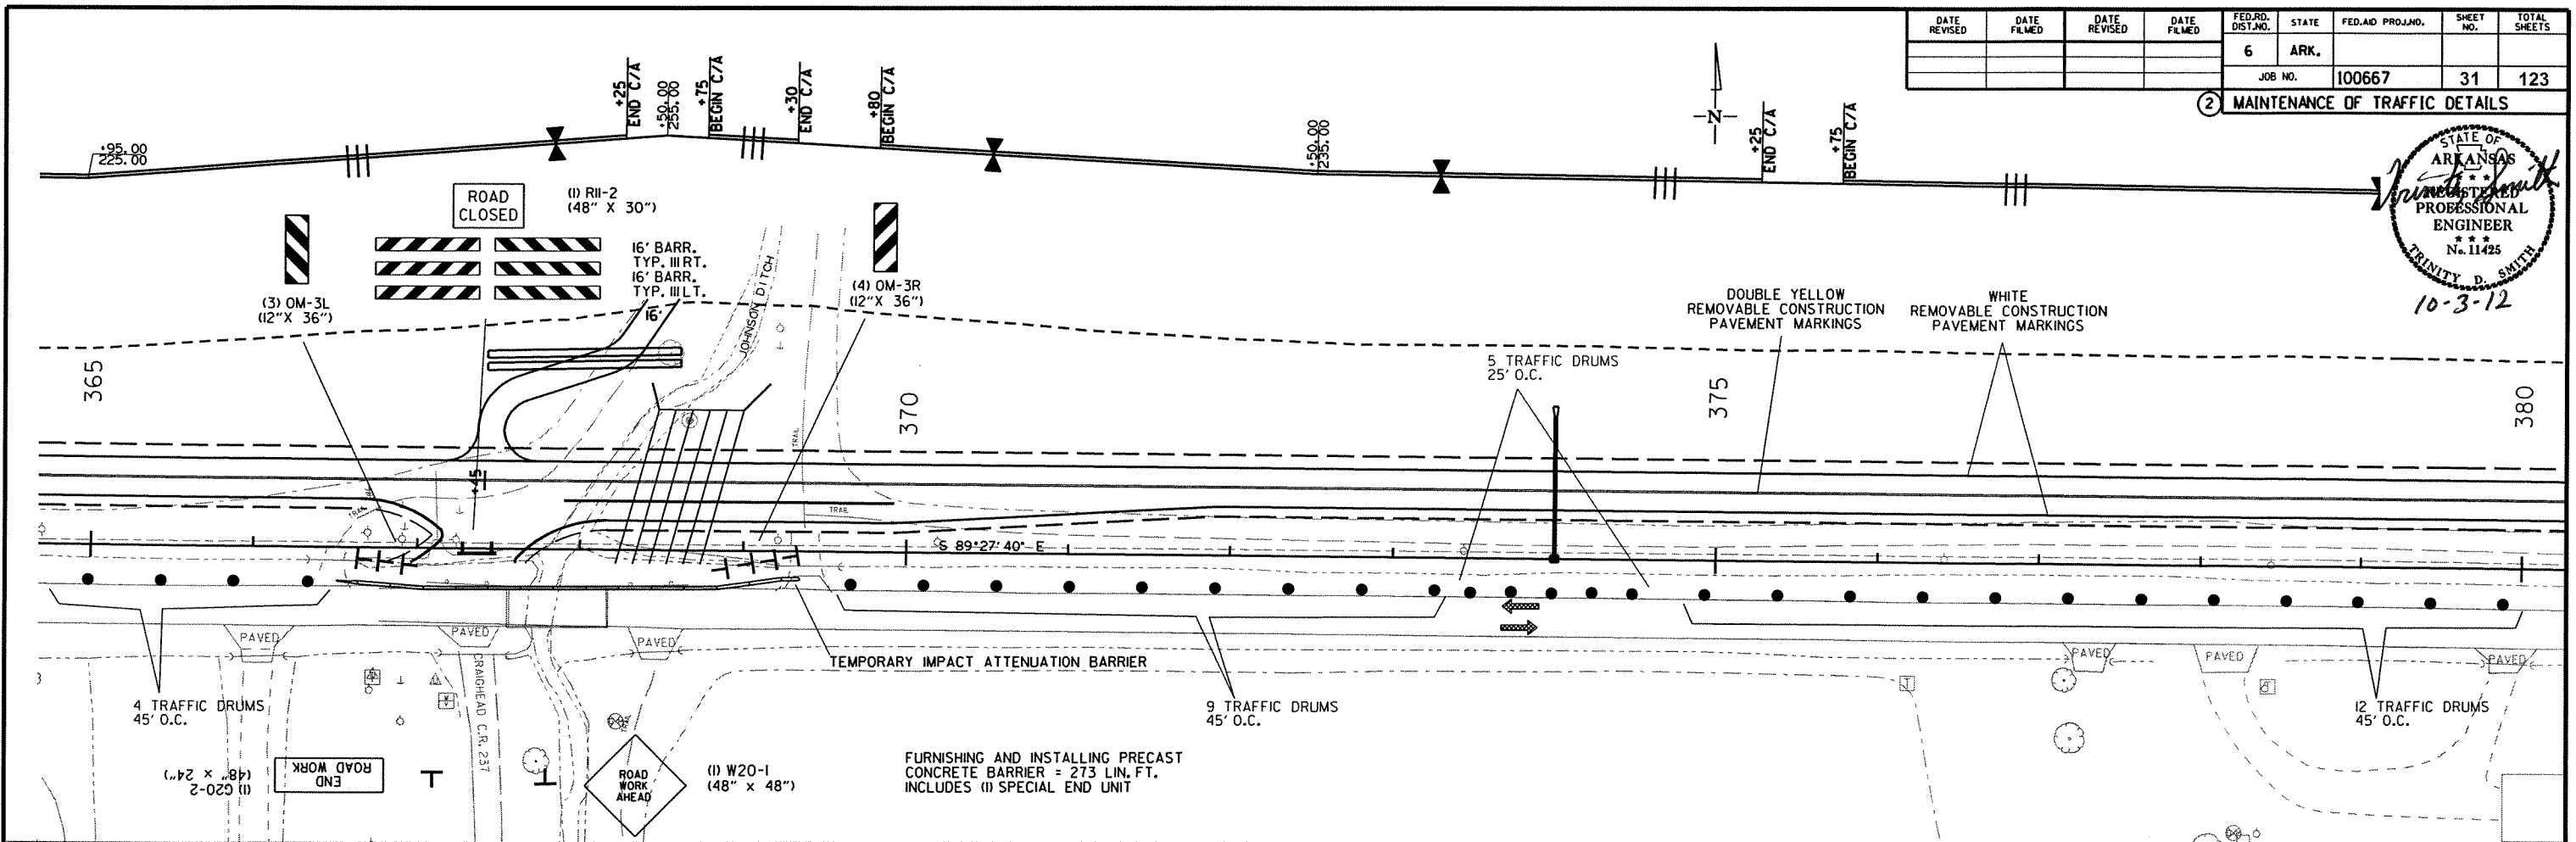 DATE REVISED
DATE FILMED
DATE REVISED
DATE FILMED
FED.RD. DIST.NO.
STATE
FED.AID PROJ.NO.
SHEET NO.
TOTAL SHEETS
6
ARK.
JOB NO.
100667
31
123
2 MAINTENANCE OF TRAFFIC DETAILS
STATE OF
ARKANSAS
REGISTERED
PROFESSIONAL
ENGINEER
No. 11425
TRINITY D. SMITH
Trinity Smith
10-3-12
+95.00
225.00
+25
END C/A
+50.00
255.00
+75
BEGIN C/A
+30
END C/A
+80
BEGIN C/A
+50.00
235.00
+25
END C/A
+75
BEGIN C/A
-N-
ROAD
CLOSED
(1) R11-2
(48" X 30")
(3) OM-3L
(12"X 36")
16' BARR.
TYP. III RT.
16' BARR.
TYP. III LT.
16'
JOHNSON DITCH
(4) OM-3R
(12"X 36")
DOUBLE YELLOW
REMOVABLE CONSTRUCTION
PAVEMENT MARKINGS
WHITE
REMOVABLE CONSTRUCTION
PAVEMENT MARKINGS
5 TRAFFIC DRUMS
25' O.C.
365
370
375
380
+45
TRAIL
TRAIL
TRAIL
S 89°27'40" E
PAVED
PAVED
PAVED
PAVED
PAVED
PAVED
TEMPORARY IMPACT ATTENUATION BARRIER
4 TRAFFIC DRUMS
45' O.C.
CRAIGHEAD C.R. 237
9 TRAFFIC DRUMS
45' O.C.
12 TRAFFIC DRUMS
45' O.C.
(1) G20-2
(48" x 24")
END
ROAD WORK
ROAD
WORK
AHEAD
(1) W20-1
(48" x 48")
FURNISHING AND INSTALLING PRECAST
CONCRETE BARRIER = 273 LIN. FT.
INCLUDES (1) SPECIAL END UNIT